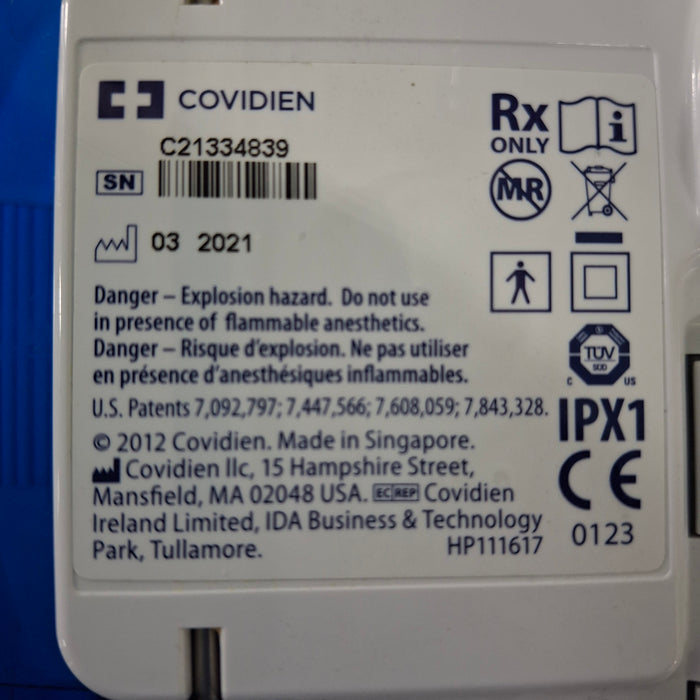 COVIDIEN
C21334839
SN
03 2021
Rx
ONLY
MR
Danger – Explosion hazard. Do not use
in presence of flammable anesthetics.
Danger – Risque d'explosion. Ne pas utiliser
en présence d'anesthésiques inflammables.
U.S. Patents 7,092,797; 7,447,566; 7,608,059; 7,843,328.
© 2012 Covidien. Made in Singapore.
Covidien llc, 15 Hampshire Street,
Mansfield, MA 02048 USA. EC REP Covidien
Ireland Limited, IDA Business & Technology
Park, Tullamore.
HP111617
TÜV
SÜD
C US
IPX1
CE
0123